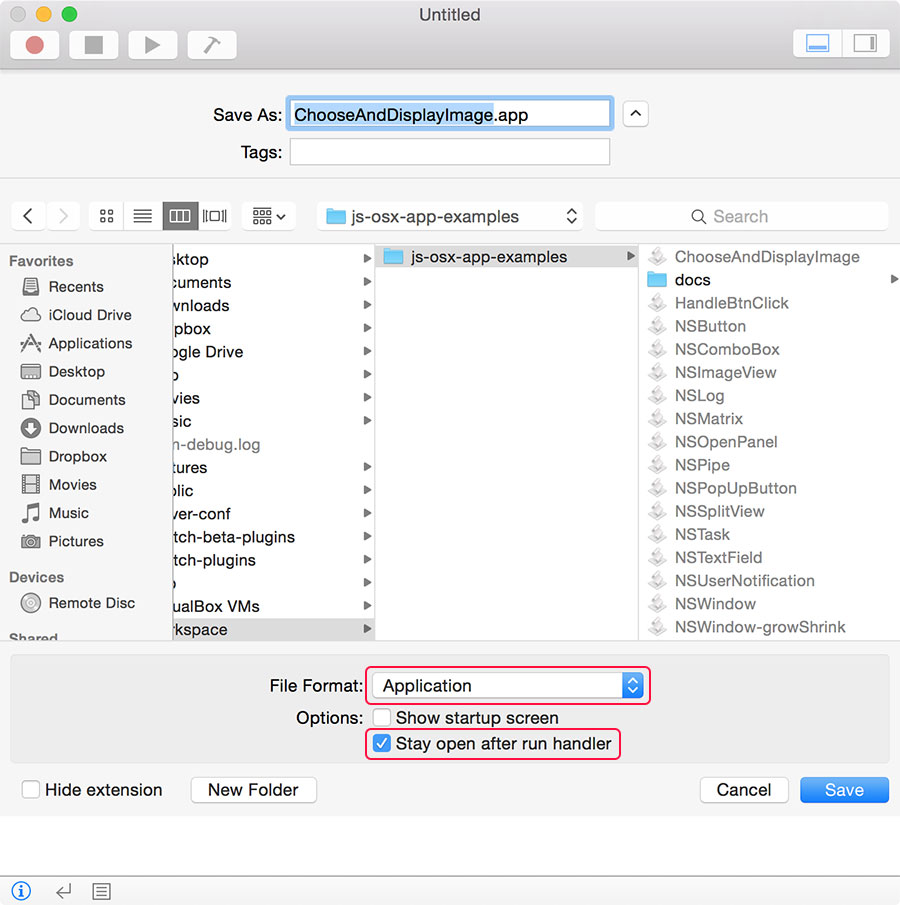 Untitled
Save As: ChooseAndDisplayImage.app
Tags:
js-osx-app-examples
Search
Favorites
Recents
iCloud Drive
Applications
Desktop
Documents
Downloads
Dropbox
Movies
Music
Pictures
Devices
Remote Disc
Shared
sktop
cuments
wnloads
pbox
ogle Drive
vies
sic
n-debug.log
tures
olic
ver-conf
etch-beta-plugins
etch-plugins
ualBox VMs
rkspace
js-osx-app-examples
ChooseAndDisplayImage
docs
HandleBtnClick
NSButton
NSComboBox
NSImageView
NSLog
NSMatrix
NSOpenPanel
NSPipe
NSPopUpButton
NSSplitView
NSTask
NSTextField
NSUserNotification
NSWindow
NSWindow-growShrink
File Format: Application
Options: Show startup screen
Stay open after run handler
Hide extension New Folder Cancel Save